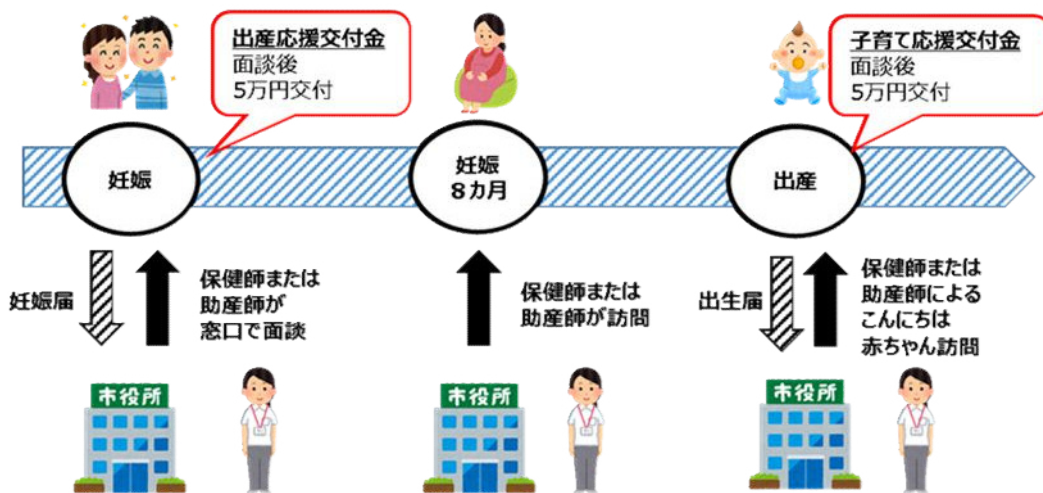 出産応援交付金
面談後
5万円交付
子育て応援交付金
面談後
5万円交付
妊娠
妊娠
8カ月
出産
妊娠届
保健師または
助産師が
窓口で面談
保健師または
助産師が訪問
出生届
保健師または
助産師による
こんにちは
赤ちゃん訪問
市役所
市役所
市役所